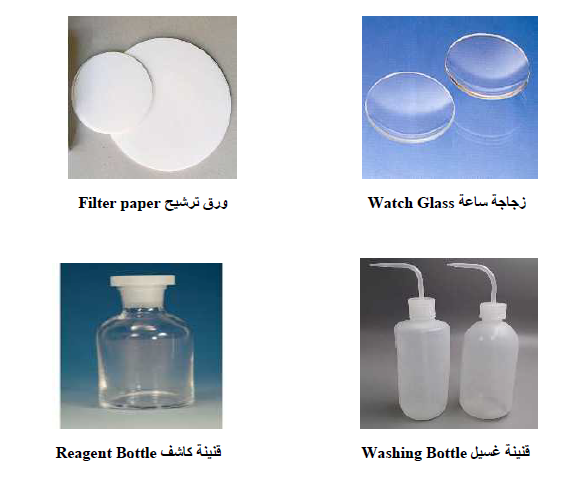 Filter paper ورق ترشيح
Watch Glass زجاجة ساعة
Reagent Bottle قنينة كاشف
Washing Bottle قنينة غسيل